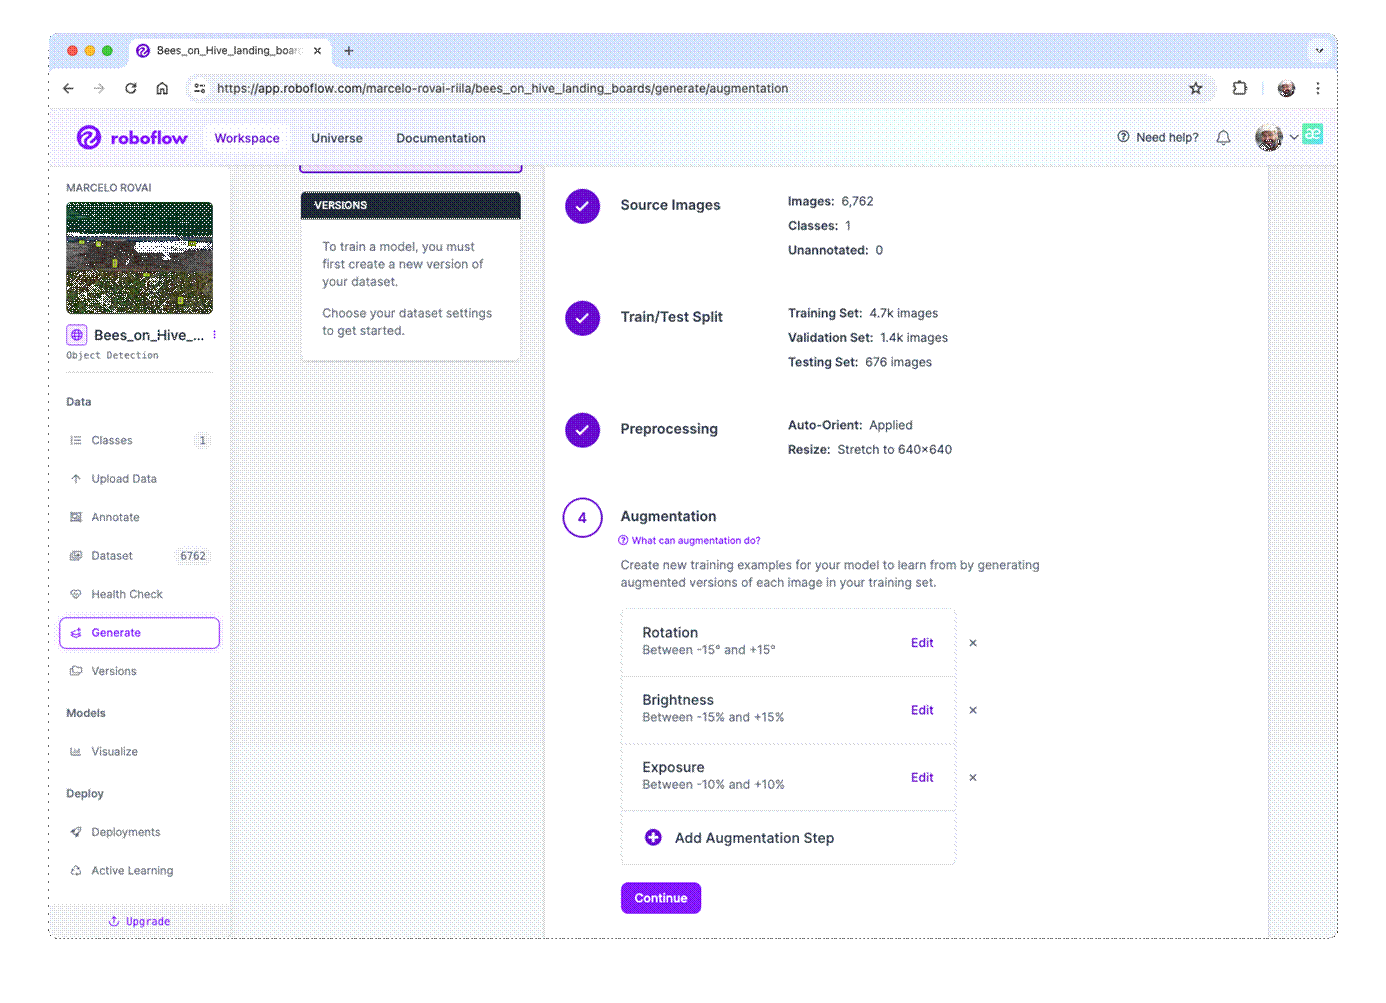 Bees_on_Hive_landing_boar
https://app.roboflow.com/marcelo-rovai-riila/bees_on_hive_landing_boards/generate/augmentation
roboflow
Workspace
Universe
Documentation
Need help?
æ
MARCELO ROVAI
Bees_on_Hive_...
Object Detection
Data
Classes 1
Upload Data
Annotate
Dataset 6762
Health Check
Generate
Versions
Models
Visualize
Deploy
Deployments
Active Learning
Upgrade
VERSIONS
To train a model, you must
first create a new version of
your dataset.
Choose your dataset settings
to get started.
Source Images
Images: 6,762
Classes: 1
Unannotated: 0
Train/Test Split
Training Set: 4.7k images
Validation Set: 1.4k images
Testing Set: 676 images
Preprocessing
Auto-Orient: Applied
Resize: Stretch to 640×640
4
Augmentation
What can augmentation do?
Create new training examples for your model to learn from by generating
augmented versions of each image in your training set.
Rotation
Between -15° and +15°
Edit
Brightness
Between -15% and +15%
Edit
Exposure
Between -10% and +10%
Edit
Add Augmentation Step
Continue